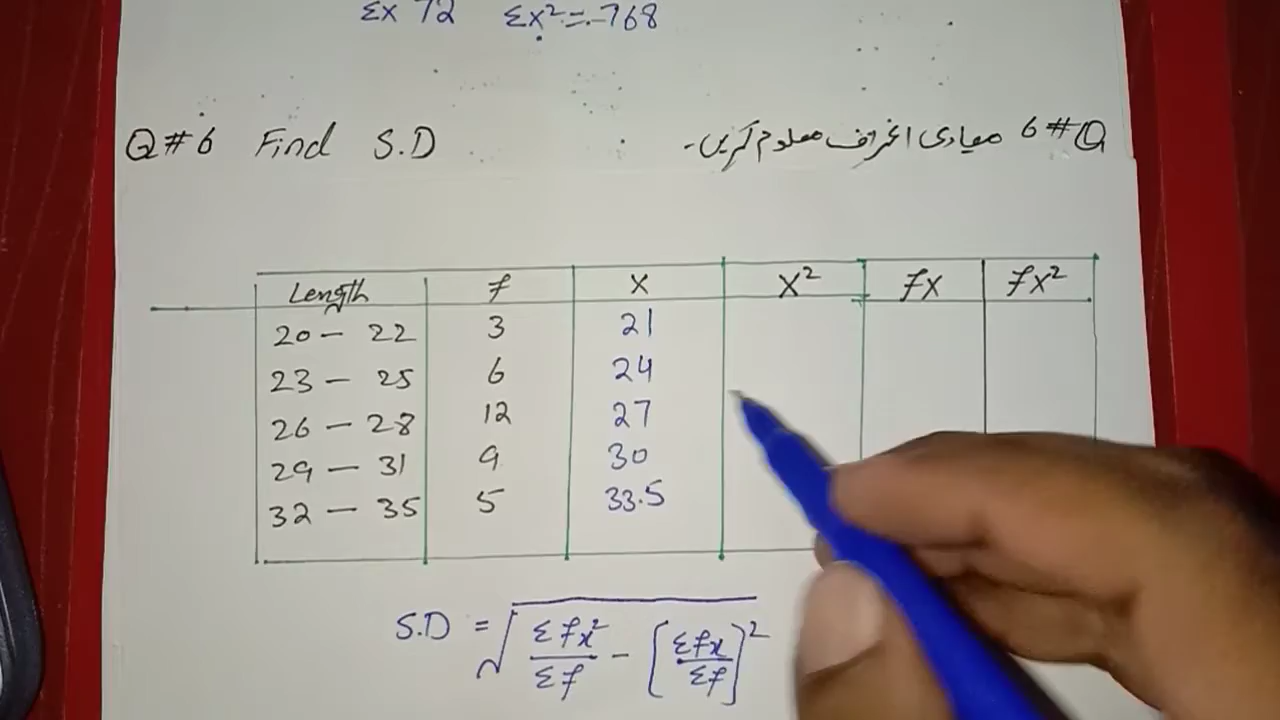 Σx 72 Σx² = 768
Q # 6 Find S.D
Q # 6 معیاری انحراف معلوم کریں۔
Length f X X² fX fX²
20 — 22 3 21
23 — 25 6 24
26 — 28 12 27
29 — 31 9 30
32 — 35 5 33.5
S.D = √ Σfx²/Σf − [Σfx/Σf]²